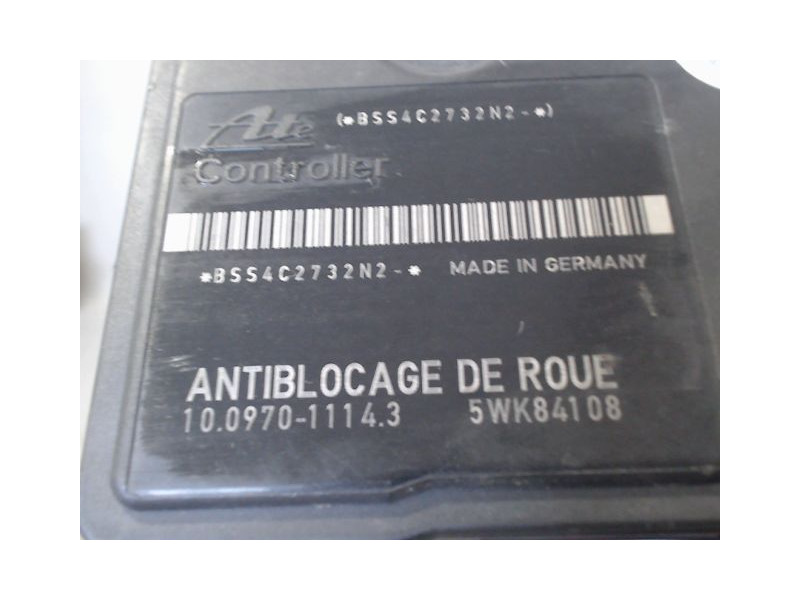 Ate (*BSS4C2732N2-*)
Controller
*BSS4C2732N2-* MADE IN GERMANY
ANTIBLOCAGE DE ROUE
10.0970-1114.3 5WK84108